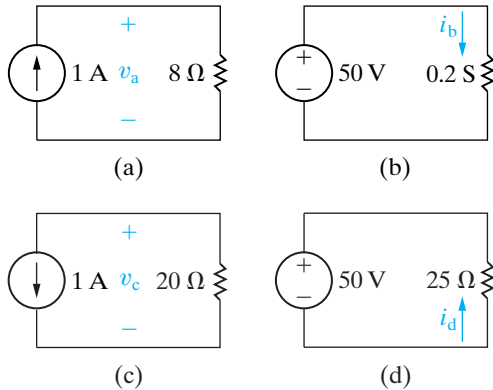 +
1 A v_a 8 Ω
−
(a)
i_b
+
−
50 V 0.2 S
(b)
+
1 A v_c 20 Ω
−
(c)
+
−
50 V 25 Ω
i_d
(d)